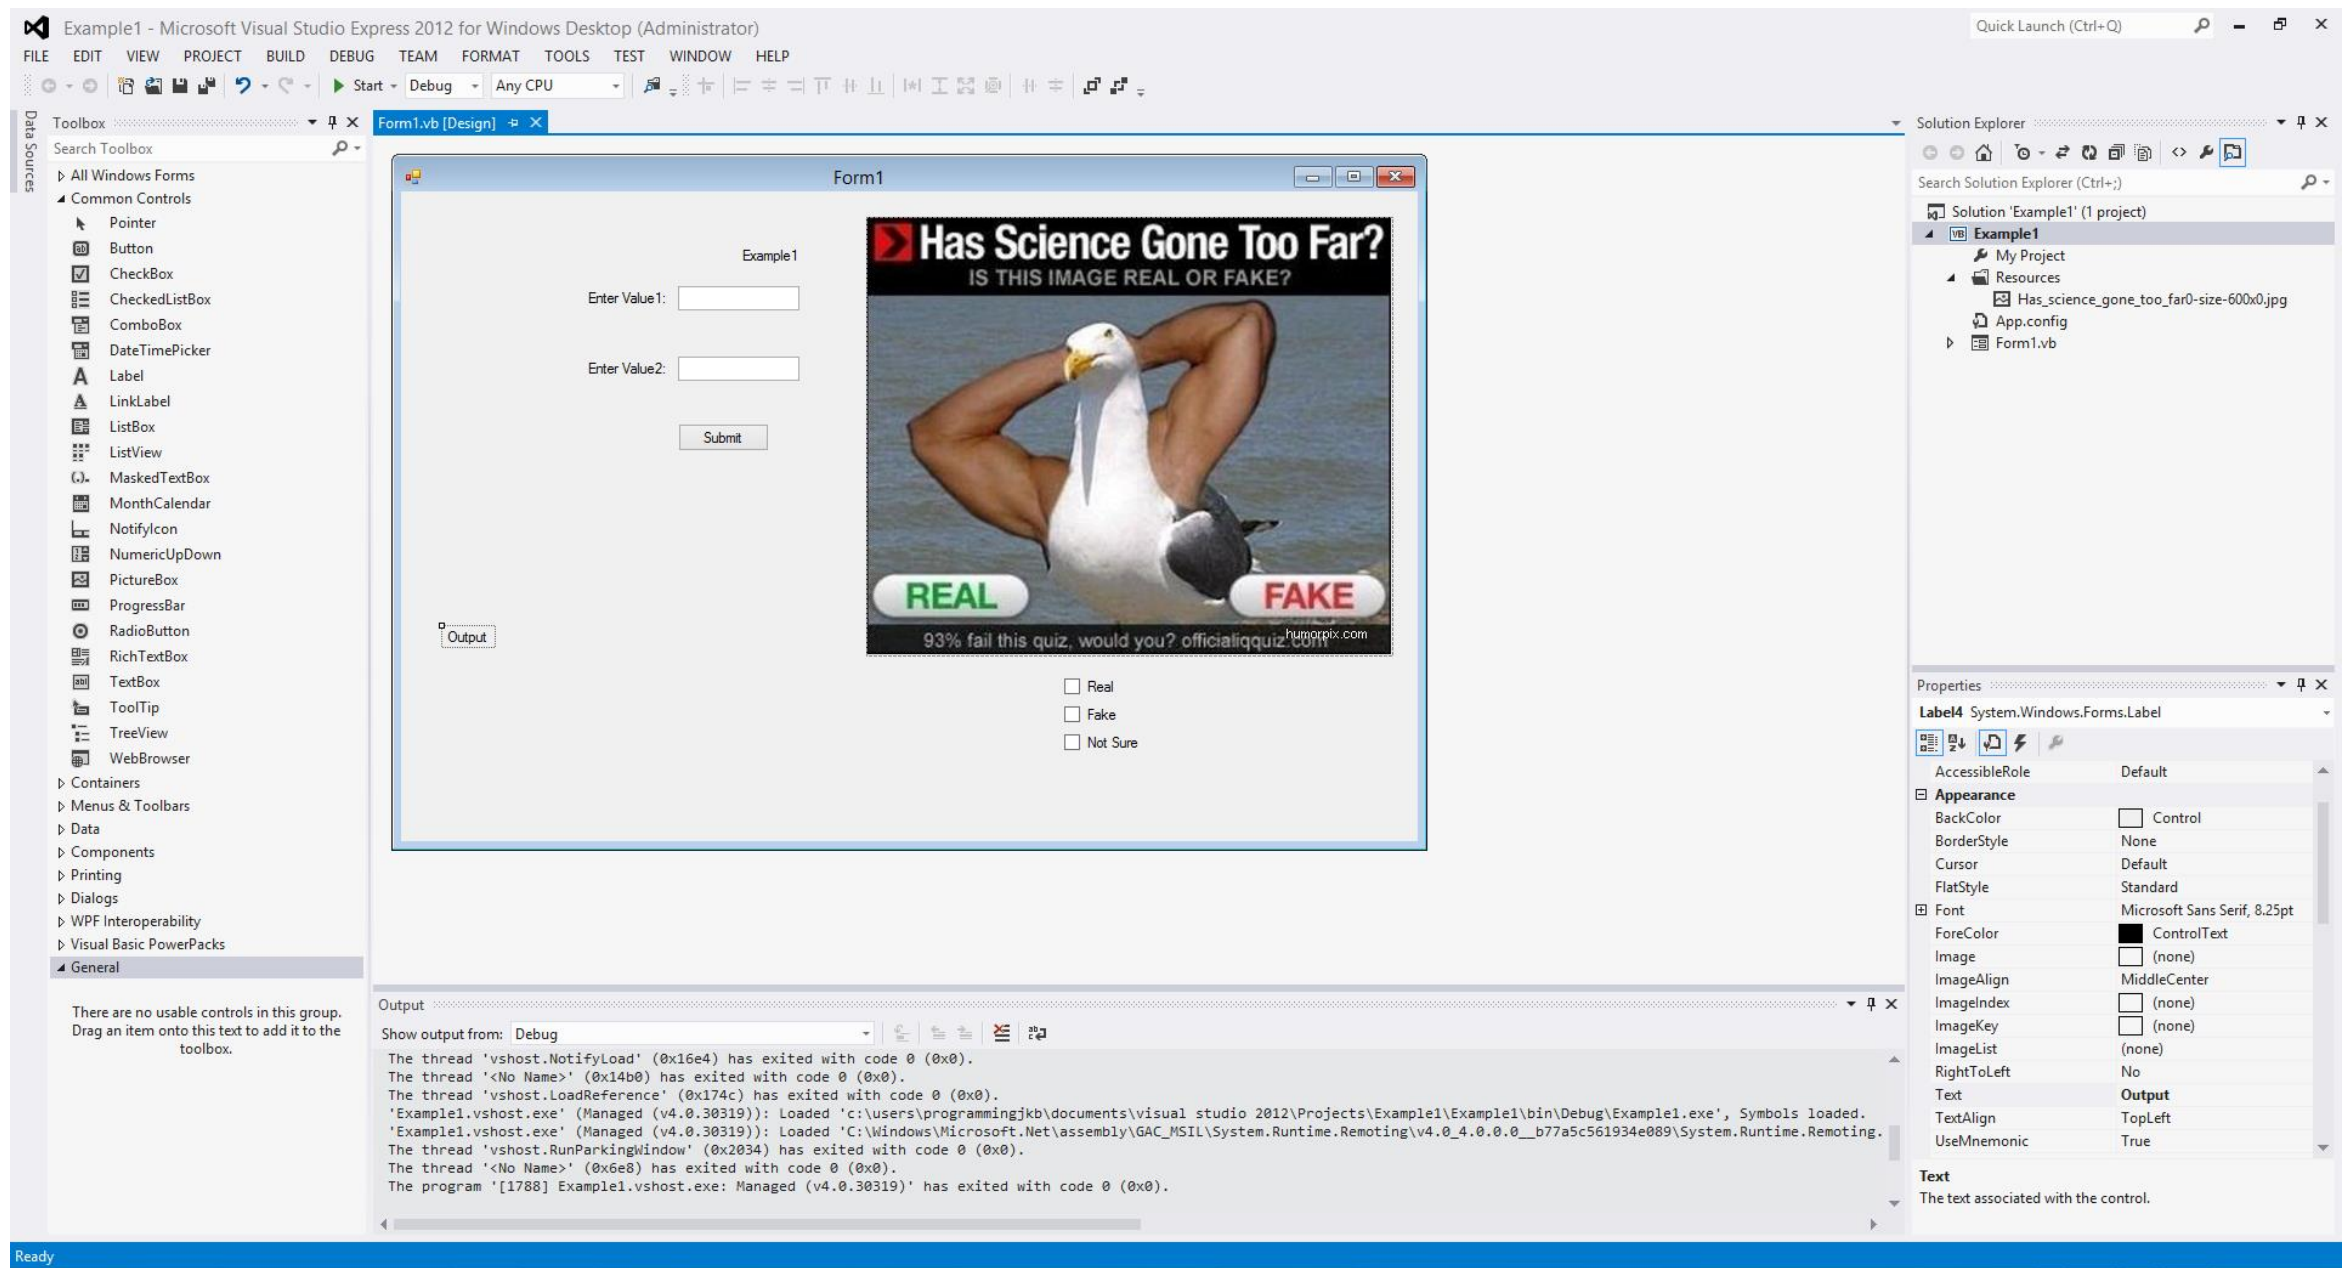 Example1 - Microsoft Visual Studio Express 2012 for Windows Desktop (Administrator)
Quick Launch (Ctrl+Q)
FILE EDIT VIEW PROJECT BUILD DEBUG TEAM FORMAT TOOLS TEST WINDOW HELP
Start Debug Any CPU
Data Sources
Toolbox
Search Toolbox
All Windows Forms
Common Controls
Pointer
Button
CheckBox
CheckedListBox
ComboBox
DateTimePicker
Label
LinkLabel
ListBox
ListView
MaskedTextBox
MonthCalendar
NotifyIcon
NumericUpDown
PictureBox
ProgressBar
RadioButton
RichTextBox
TextBox
ToolTip
TreeView
WebBrowser
Containers
Menus & Toolbars
Data
Components
Printing
Dialogs
WPF Interoperability
Visual Basic PowerPacks
General
There are no usable controls in this group.
Drag an item onto this text to add it to the
toolbox.
Form1.vb [Design]
Form1
Example1
Enter Value1:
Enter Value2:
Submit
Output
Has Science Gone Too Far?
IS THIS IMAGE REAL OR FAKE?
REAL
FAKE
93% fail this quiz, would you? officialiqquiz.com
humorpix.com
Real
Fake
Not Sure
Output
Show output from: Debug
The thread 'vshost.NotifyLoad' (0x16e4) has exited with code 0 (0x0).
The thread '<No Name>' (0x14b0) has exited with code 0 (0x0).
The thread 'vshost.LoadReference' (0x174c) has exited with code 0 (0x0).
'Example1.vshost.exe' (Managed (v4.0.30319)): Loaded 'c:\users\programmingjkb\documents\visual studio 2012\Projects\Example1\Example1\bin\Debug\Example1.exe', Symbols loaded.
'Example1.vshost.exe' (Managed (v4.0.30319)): Loaded 'C:\Windows\Microsoft.Net\assembly\GAC_MSIL\System.Runtime.Remoting\v4.0_4.0.0.0__b77a5c561934e089\System.Runtime.Remoting.
The thread 'vshost.RunParkingWindow' (0x2034) has exited with code 0 (0x0).
The thread '<No Name>' (0x6e8) has exited with code 0 (0x0).
The program '[1788] Example1.vshost.exe: Managed (v4.0.30319)' has exited with code 0 (0x0).
Solution Explorer
Search Solution Explorer (Ctrl+;)
Solution 'Example1' (1 project)
VB Example1
My Project
Resources
Has_science_gone_too_far0-size-600x0.jpg
App.config
Form1.vb
Properties
Label4 System.Windows.Forms.Label
AccessibleRole Default
Appearance
BackColor Control
BorderStyle None
Cursor Default
FlatStyle Standard
Font Microsoft Sans Serif, 8.25pt
ForeColor ControlText
Image (none)
ImageAlign MiddleCenter
ImageIndex (none)
ImageKey (none)
ImageList (none)
RightToLeft No
Text Output
TextAlign TopLeft
UseMnemonic True
Text
The text associated with the control.
Ready